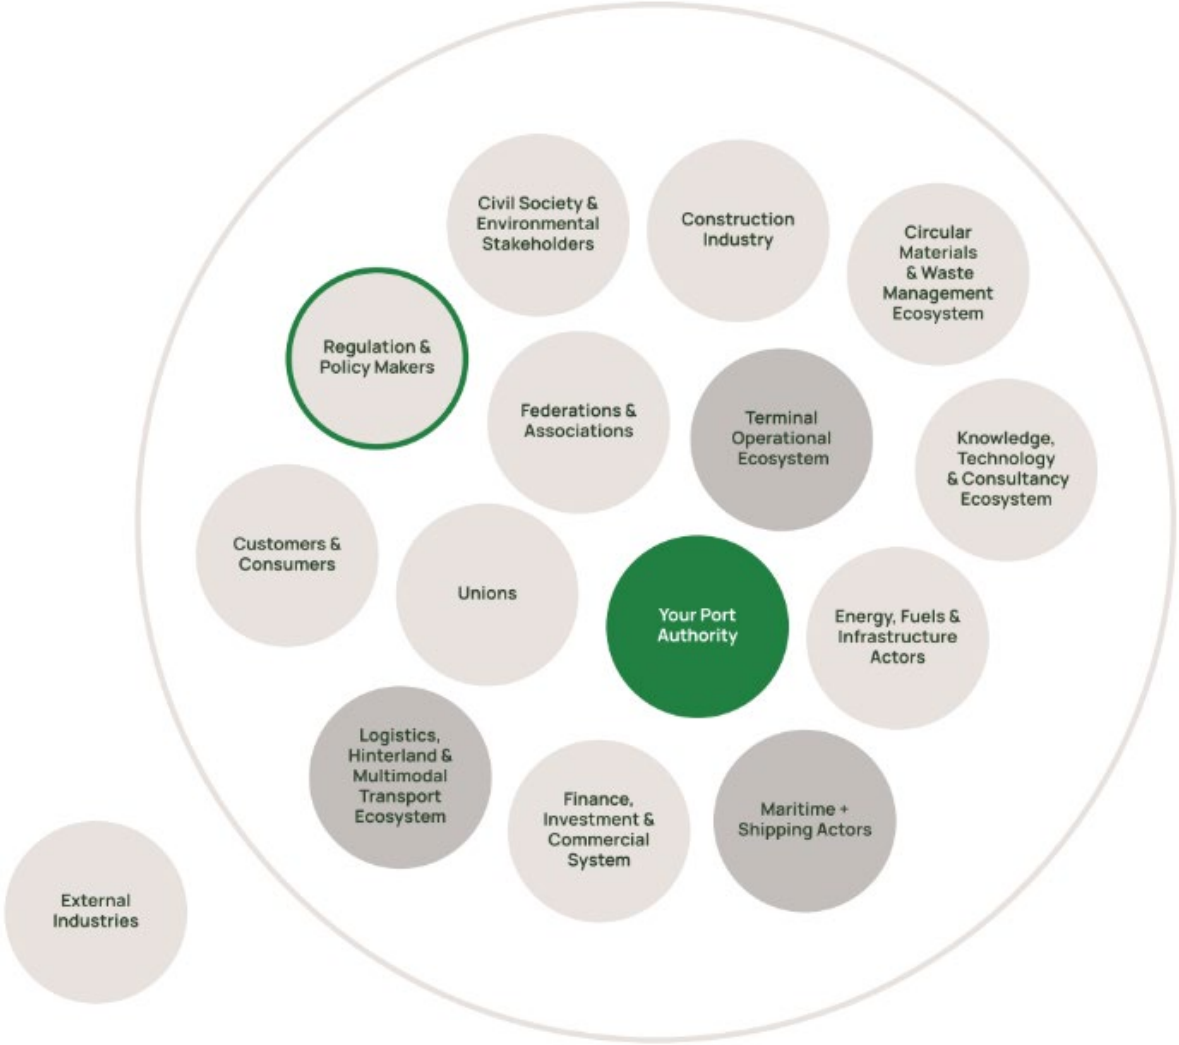 Civil Society &
Environmental
Stakeholders
Construction
Industry
Circular
Materials
& Waste
Management
Ecosystem
Regulation &
Policy Makers
Federations &
Associations
Terminal
Operational
Ecosystem
Knowledge,
Technology
& Consultancy
Ecosystem
Customers &
Consumers
Unions
Your Port
Authority
Energy, Fuels &
Infrastructure
Actors
Logistics,
Hinterland &
Multimodal
Transport
Ecosystem
Finance,
Investment &
Commercial
System
Maritime +
Shipping Actors
External
Industries